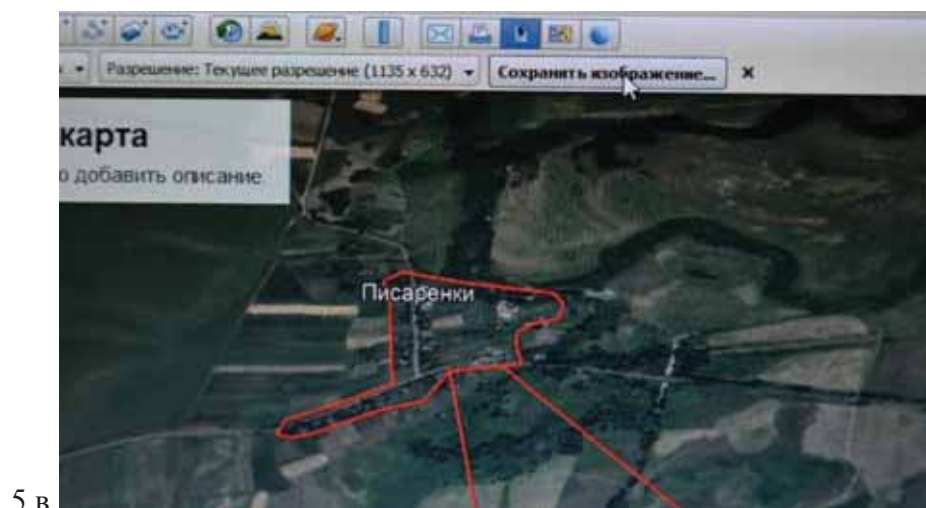 Разрешение: Текущее разрешение (1135 x 632)
Сохранить изображение...
карта
о добавить описание
Писаренки
5 в